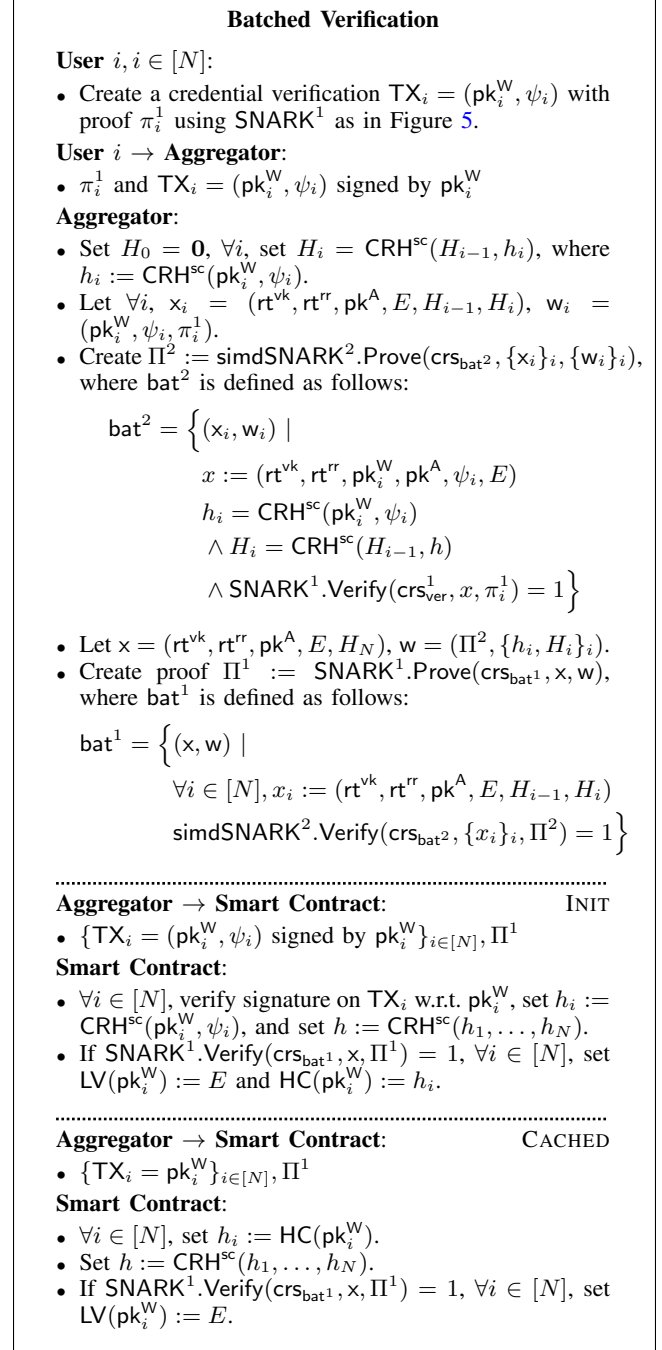 Batched Verification
User i, i ∈ [N]:
• Create a credential verification TX_i = (pk_i^W, ψ_i) with
proof π_i^1 using SNARK^1 as in Figure 5.
User i → Aggregator:
• π_i^1 and TX_i = (pk_i^W, ψ_i) signed by pk_i^W
Aggregator:
• Set H_0 = 0, ∀i, set H_i = CRH^sc(H_{i−1}, h_i), where
h_i := CRH^sc(pk_i^W, ψ_i).
• Let ∀i, x_i = (rt^vk, rt^rr, pk^A, E, H_{i−1}, H_i), w_i =
(pk_i^W, ψ_i, π_i^1).
• Create Π^2 := simdSNARK^2.Prove(crs_{bat^2}, {x_i}_i, {w_i}_i),
where bat^2 is defined as follows:
bat^2 = {(x_i, w_i) |
x := (rt^vk, rt^rr, pk_i^W, pk^A, ψ_i, E)
h_i = CRH^sc(pk_i^W, ψ_i)
∧ H_i = CRH^sc(H_{i−1}, h)
∧ SNARK^1.Verify(crs_ver^1, x, π_i^1) = 1}
• Let x = (rt^vk, rt^rr, pk^A, E, H_N), w = (Π^2, {h_i, H_i}_i).
• Create proof Π^1 := SNARK^1.Prove(crs_{bat^1}, x, w),
where bat^1 is defined as follows:
bat^1 = {(x, w) |
∀i ∈ [N], x_i := (rt^vk, rt^rr, pk^A, E, H_{i−1}, H_i)
simdSNARK^2.Verify(crs_{bat^2}, {x_i}_i, Π^2) = 1}
Aggregator → Smart Contract: INIT
• {TX_i = (pk_i^W, ψ_i) signed by pk_i^W}_{i∈[N]}, Π^1
Smart Contract:
• ∀i ∈ [N], verify signature on TX_i w.r.t. pk_i^W, set h_i :=
CRH^sc(pk_i^W, ψ_i), and set h := CRH^sc(h_1, . . . , h_N).
• If SNARK^1.Verify(crs_{bat^1}, x, Π^1) = 1, ∀i ∈ [N], set
LV(pk_i^W) := E and HC(pk_i^W) := h_i.
Aggregator → Smart Contract: CACHED
• {TX_i = pk_i^W}_{i∈[N]}, Π^1
Smart Contract:
• ∀i ∈ [N], set h_i := HC(pk_i^W).
• Set h := CRH^sc(h_1, . . . , h_N).
• If SNARK^1.Verify(crs_{bat^1}, x, Π^1) = 1, ∀i ∈ [N], set
LV(pk_i^W) := E.